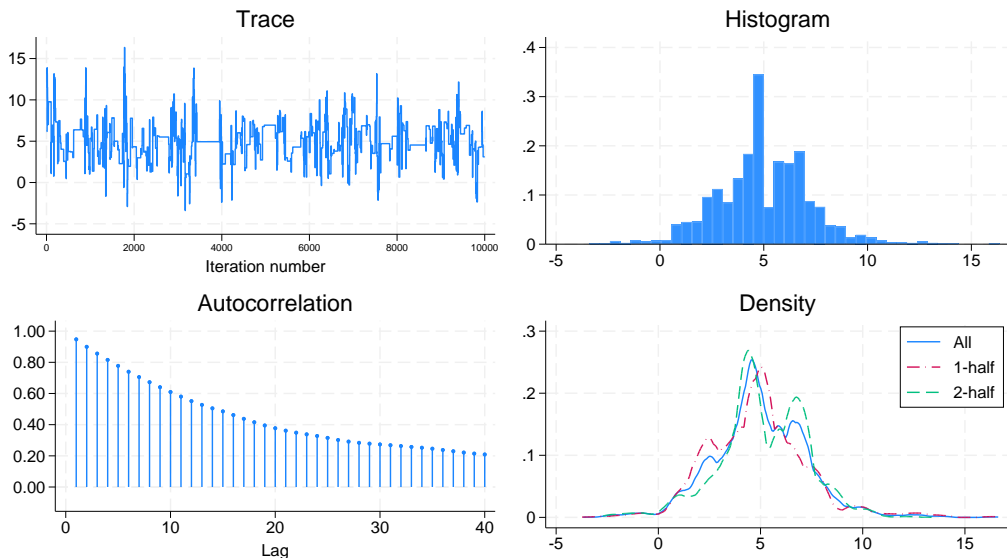 Trace
15
10
5
0
-5
0 2000 4000 6000 8000 10000
Iteration number
Histogram
.4
.3
.2
.1
0
-5 0 5 10 15
Autocorrelation
1.00
0.80
0.60
0.40
0.20
0.00
0 10 20 30 40
Lag
Density
.3
.2
.1
0
-5 0 5 10 15
All
1-half
2-half